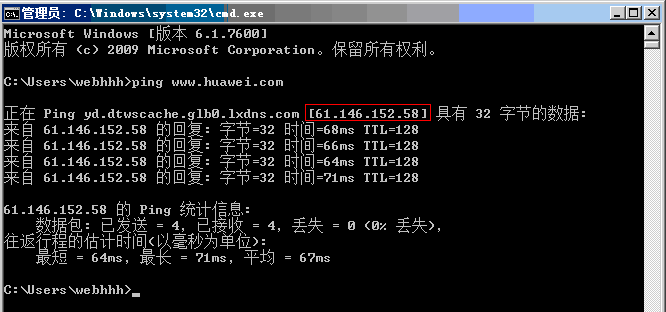 管理员: C:\Windows\system32\cmd.exe
Microsoft Windows [版本 6.1.7600]
版权所有 (c) 2009 Microsoft Corporation。保留所有权利。
C:\Users\webhhh>ping www.huawei.com
正在 Ping yd.dtwscache.glb0.lxdns.com [61.146.152.58] 具有 32 字节的数据:
来自 61.146.152.58 的回复: 字节=32 时间=68ms TTL=128
来自 61.146.152.58 的回复: 字节=32 时间=66ms TTL=128
来自 61.146.152.58 的回复: 字节=32 时间=64ms TTL=128
来自 61.146.152.58 的回复: 字节=32 时间=71ms TTL=128
61.146.152.58 的 Ping 统计信息:
数据包: 已发送 = 4, 已接收 = 4, 丢失 = 0 (0% 丢失),
往返行程的估计时间(以毫秒为单位):
最短 = 64ms, 最长 = 71ms, 平均 = 67ms
C:\Users\webhhh>_